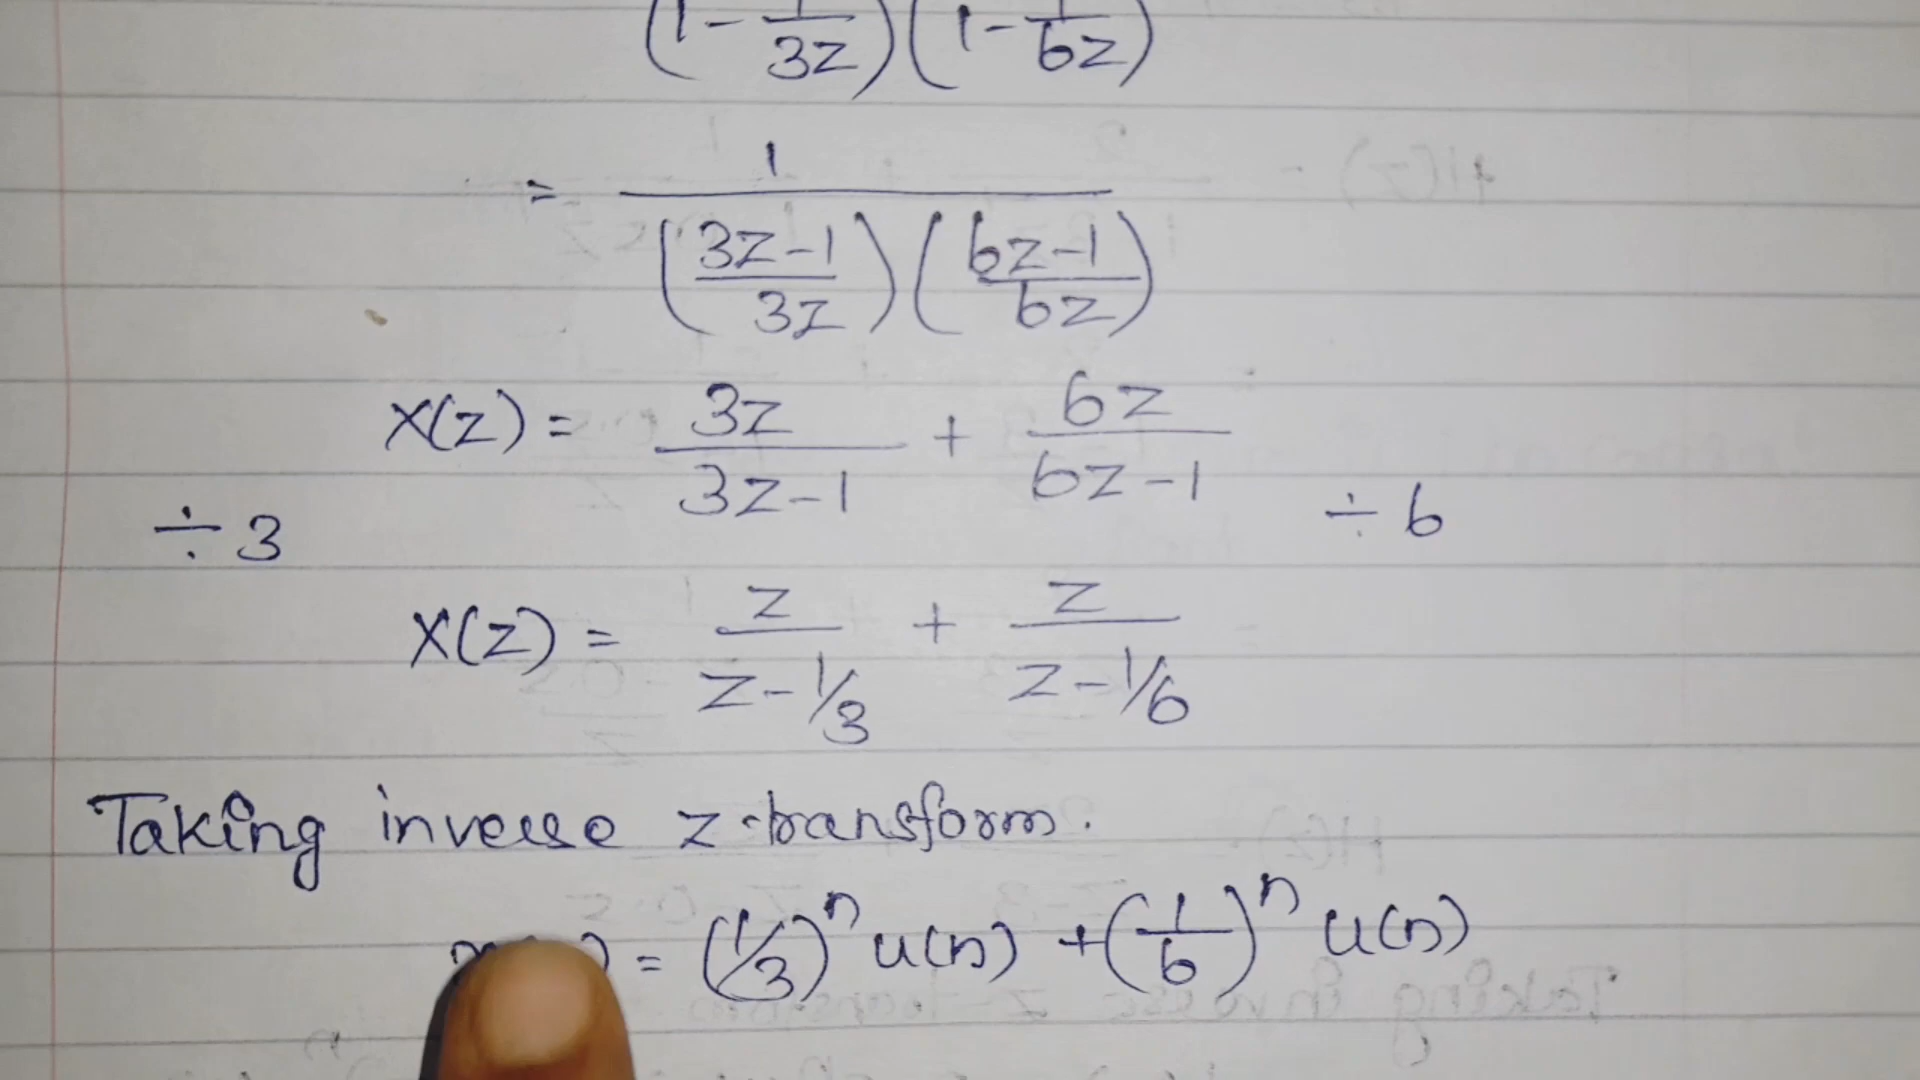 (1 - 1/3z) (1 - 1/6z)
= 1 / ((3z-1)/3z) ((6z-1)/6z)
X(z) = 3z/(3z-1) + 6z/(6z-1)
÷3 ÷6
X(z) = z/(z-1/3) + z/(z-1/6)
Taking inverse z-transform.
= (1/3)^n u(n) + (1/6)^n u(n)